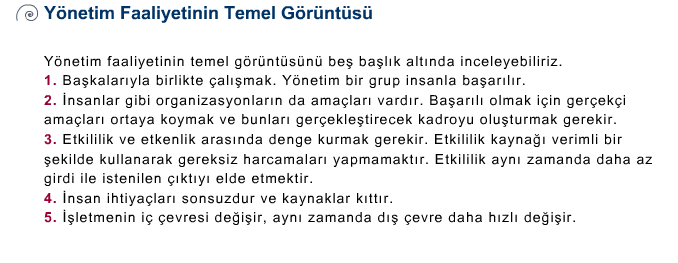 Yönetim Faaliyetinin Temel Görüntüsü
Yönetim faaliyetinin temel görüntüsünü beş başlık altında inceleyebiliriz.
1. Başkalarıyla birlikte çalışmak. Yönetim bir grup insanla başarılır.
2. İnsanlar gibi organizasyonların da amaçları vardır. Başarılı olmak için gerçekçi
amaçları ortaya koymak ve bunları gerçekleştirecek kadroyu oluşturmak gerekir.
3. Etkililik ve etkenlik arasında denge kurmak gerekir. Etkililik kaynağı verimli bir
şekilde kullanarak gereksiz harcamaları yapmamaktır. Etkililik aynı zamanda daha az
girdi ile istenilen çıktıyı elde etmektir.
4. İnsan ihtiyaçları sonsuzdur ve kaynaklar kıttır.
5. İşletmenin iç çevresi değişir, aynı zamanda dış çevre daha hızlı değişir.